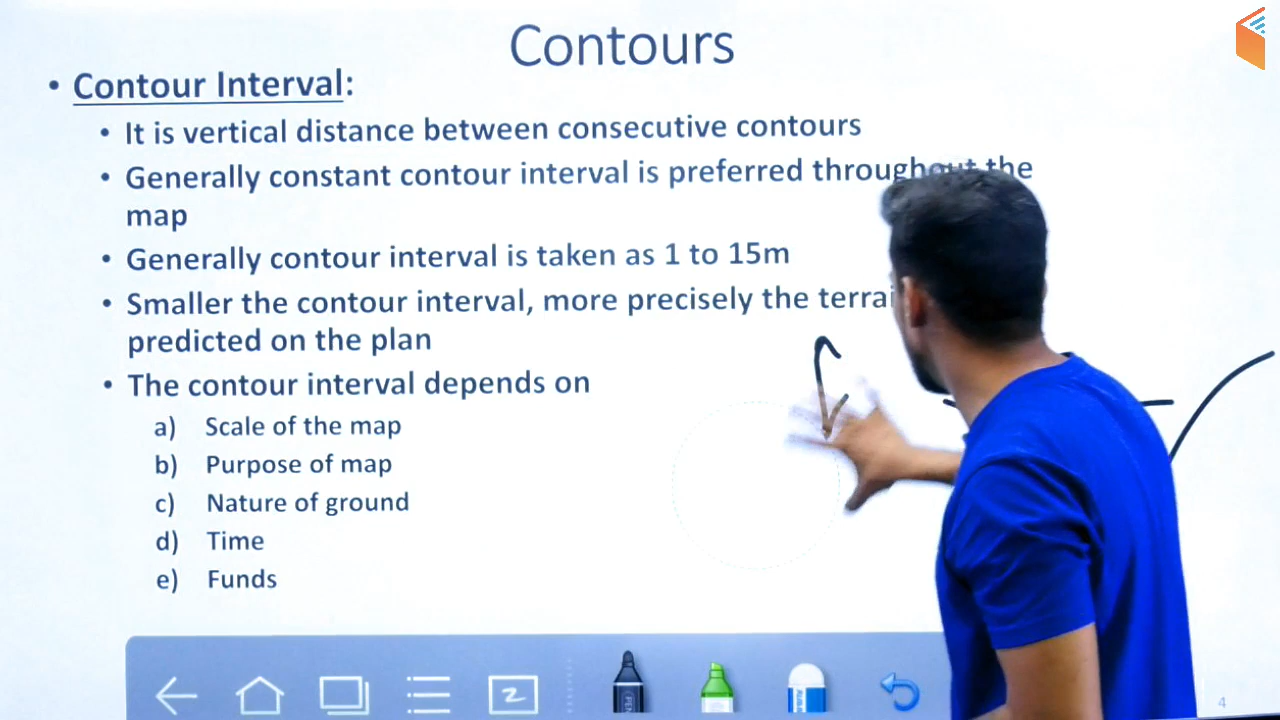 Contours
• Contour Interval:
• It is vertical distance between consecutive contours
• Generally constant contour interval is preferred throughout the
map
• Generally contour interval is taken as 1 to 15m
• Smaller the contour interval, more precisely the
predicted on the plan
• The contour interval depends on
a) Scale of the map
b) Purpose of map
c) Nature of ground
d) Time
e) Funds
4